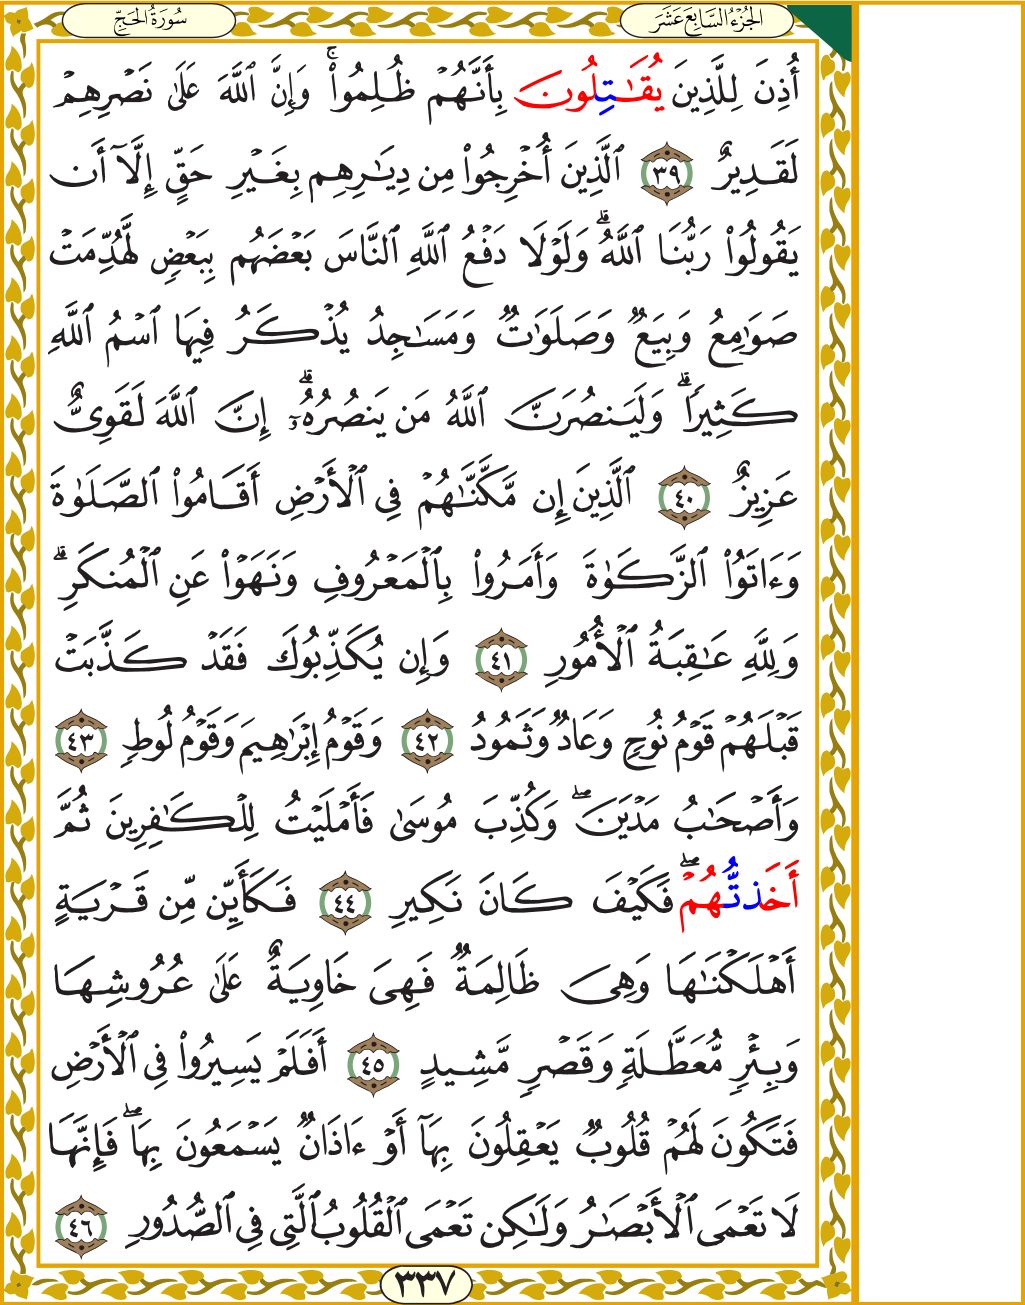 سُورَةُ الحَجِّ
الجُزْءُ السَّابِعَ عَشَرَ
أُذِنَ لِلَّذِينَ يُقَٰتِلُونَ بِأَنَّهُمْ ظُلِمُوا۟ۚ وَإِنَّ ٱللَّهَ عَلَىٰ نَصْرِهِمْ
لَقَدِيرٌ ٣٩ ٱلَّذِينَ أُخْرِجُوا۟ مِن دِيَٰرِهِم بِغَيْرِ حَقٍّ إِلَّآ أَن
يَقُولُوا۟ رَبُّنَا ٱللَّهُۗ وَلَوْلَا دَفْعُ ٱللَّهِ ٱلنَّاسَ بَعْضَهُم بِبَعْضٍ لَّهُدِّمَتْ
صَوَٰمِعُ وَبِيَعٌ وَصَلَوَٰتٌ وَمَسَٰجِدُ يُذْكَرُ فِيهَا ٱسْمُ ٱللَّهِ
كَثِيرًاۗ وَلَيَنصُرَنَّ ٱللَّهُ مَن يَنصُرُهُۥٓۗ إِنَّ ٱللَّهَ لَقَوِىٌّ
عَزِيزٌ ٤٠ ٱلَّذِينَ إِن مَّكَّنَّٰهُمْ فِى ٱلْأَرْضِ أَقَامُوا۟ ٱلصَّلَوٰةَ
وَءَاتَوُا۟ ٱلزَّكَوٰةَ وَأَمَرُوا۟ بِٱلْمَعْرُوفِ وَنَهَوْا۟ عَنِ ٱلْمُنكَرِۗ
وَلِلَّهِ عَٰقِبَةُ ٱلْأُمُورِ ٤١ وَإِن يُكَذِّبُوكَ فَقَدْ كَذَّبَتْ
قَبْلَهُمْ قَوْمُ نُوحٍ وَعَادٌ وَثَمُودُ ٤٢ وَقَوْمُ إِبْرَٰهِيمَ وَقَوْمُ لُوطٍ ٤٣
وَأَصْحَٰبُ مَدْيَنَۖ وَكُذِّبَ مُوسَىٰ فَأَمْلَيْتُ لِلْكَٰفِرِينَ ثُمَّ
أَخَذتُّهُمْۖ فَكَيْفَ كَانَ نَكِيرِ ٤٤ فَكَأَيِّن مِّن قَرْيَةٍ
أَهْلَكْنَٰهَا وَهِىَ ظَالِمَةٌ فَهِىَ خَاوِيَةٌ عَلَىٰ عُرُوشِهَا
وَبِئْرٍ مُّعَطَّلَةٍ وَقَصْرٍ مَّشِيدٍ ٤٥ أَفَلَمْ يَسِيرُوا۟ فِى ٱلْأَرْضِ
فَتَكُونَ لَهُمْ قُلُوبٌ يَعْقِلُونَ بِهَآ أَوْ ءَاذَانٌ يَسْمَعُونَ بِهَاۖ فَإِنَّهَا
لَا تَعْمَى ٱلْأَبْصَٰرُ وَلَٰكِن تَعْمَى ٱلْقُلُوبُ ٱلَّتِى فِى ٱلصُّدُورِ ٤٦
٣٣٧